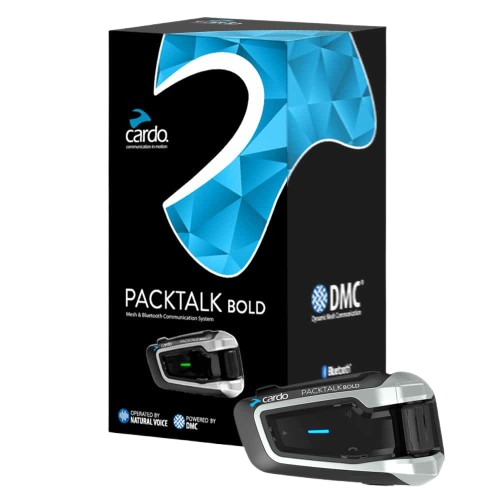 cardo.
communication in motion
PACKTALK BOLD
Mesh & Bluetooth Communication System
OPERATED BY
NATURAL VOICE
POWERED BY
DMC
DMC
Dynamic Mesh Communication
Bluetooth®
cardo PACKTALK BOLD